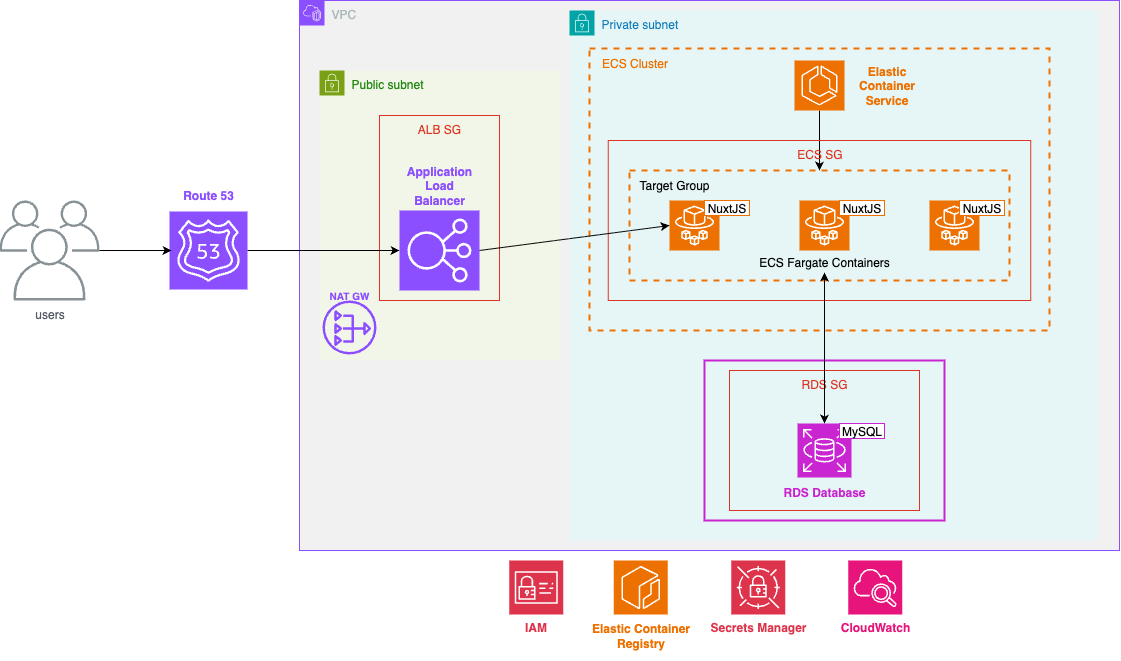 VPC
Private subnet
ECS Cluster
Elastic
Container
Service
Public subnet
ALB SG
ECS SG
Application
Load
Balancer
Target Group
Route 53
NuxtJS
NuxtJS
NuxtJS
53
ECS Fargate Containers
NAT GW
users
RDS SG
MySQL
RDS Database
IAM
Elastic Container
Registry
Secrets Manager
CloudWatch